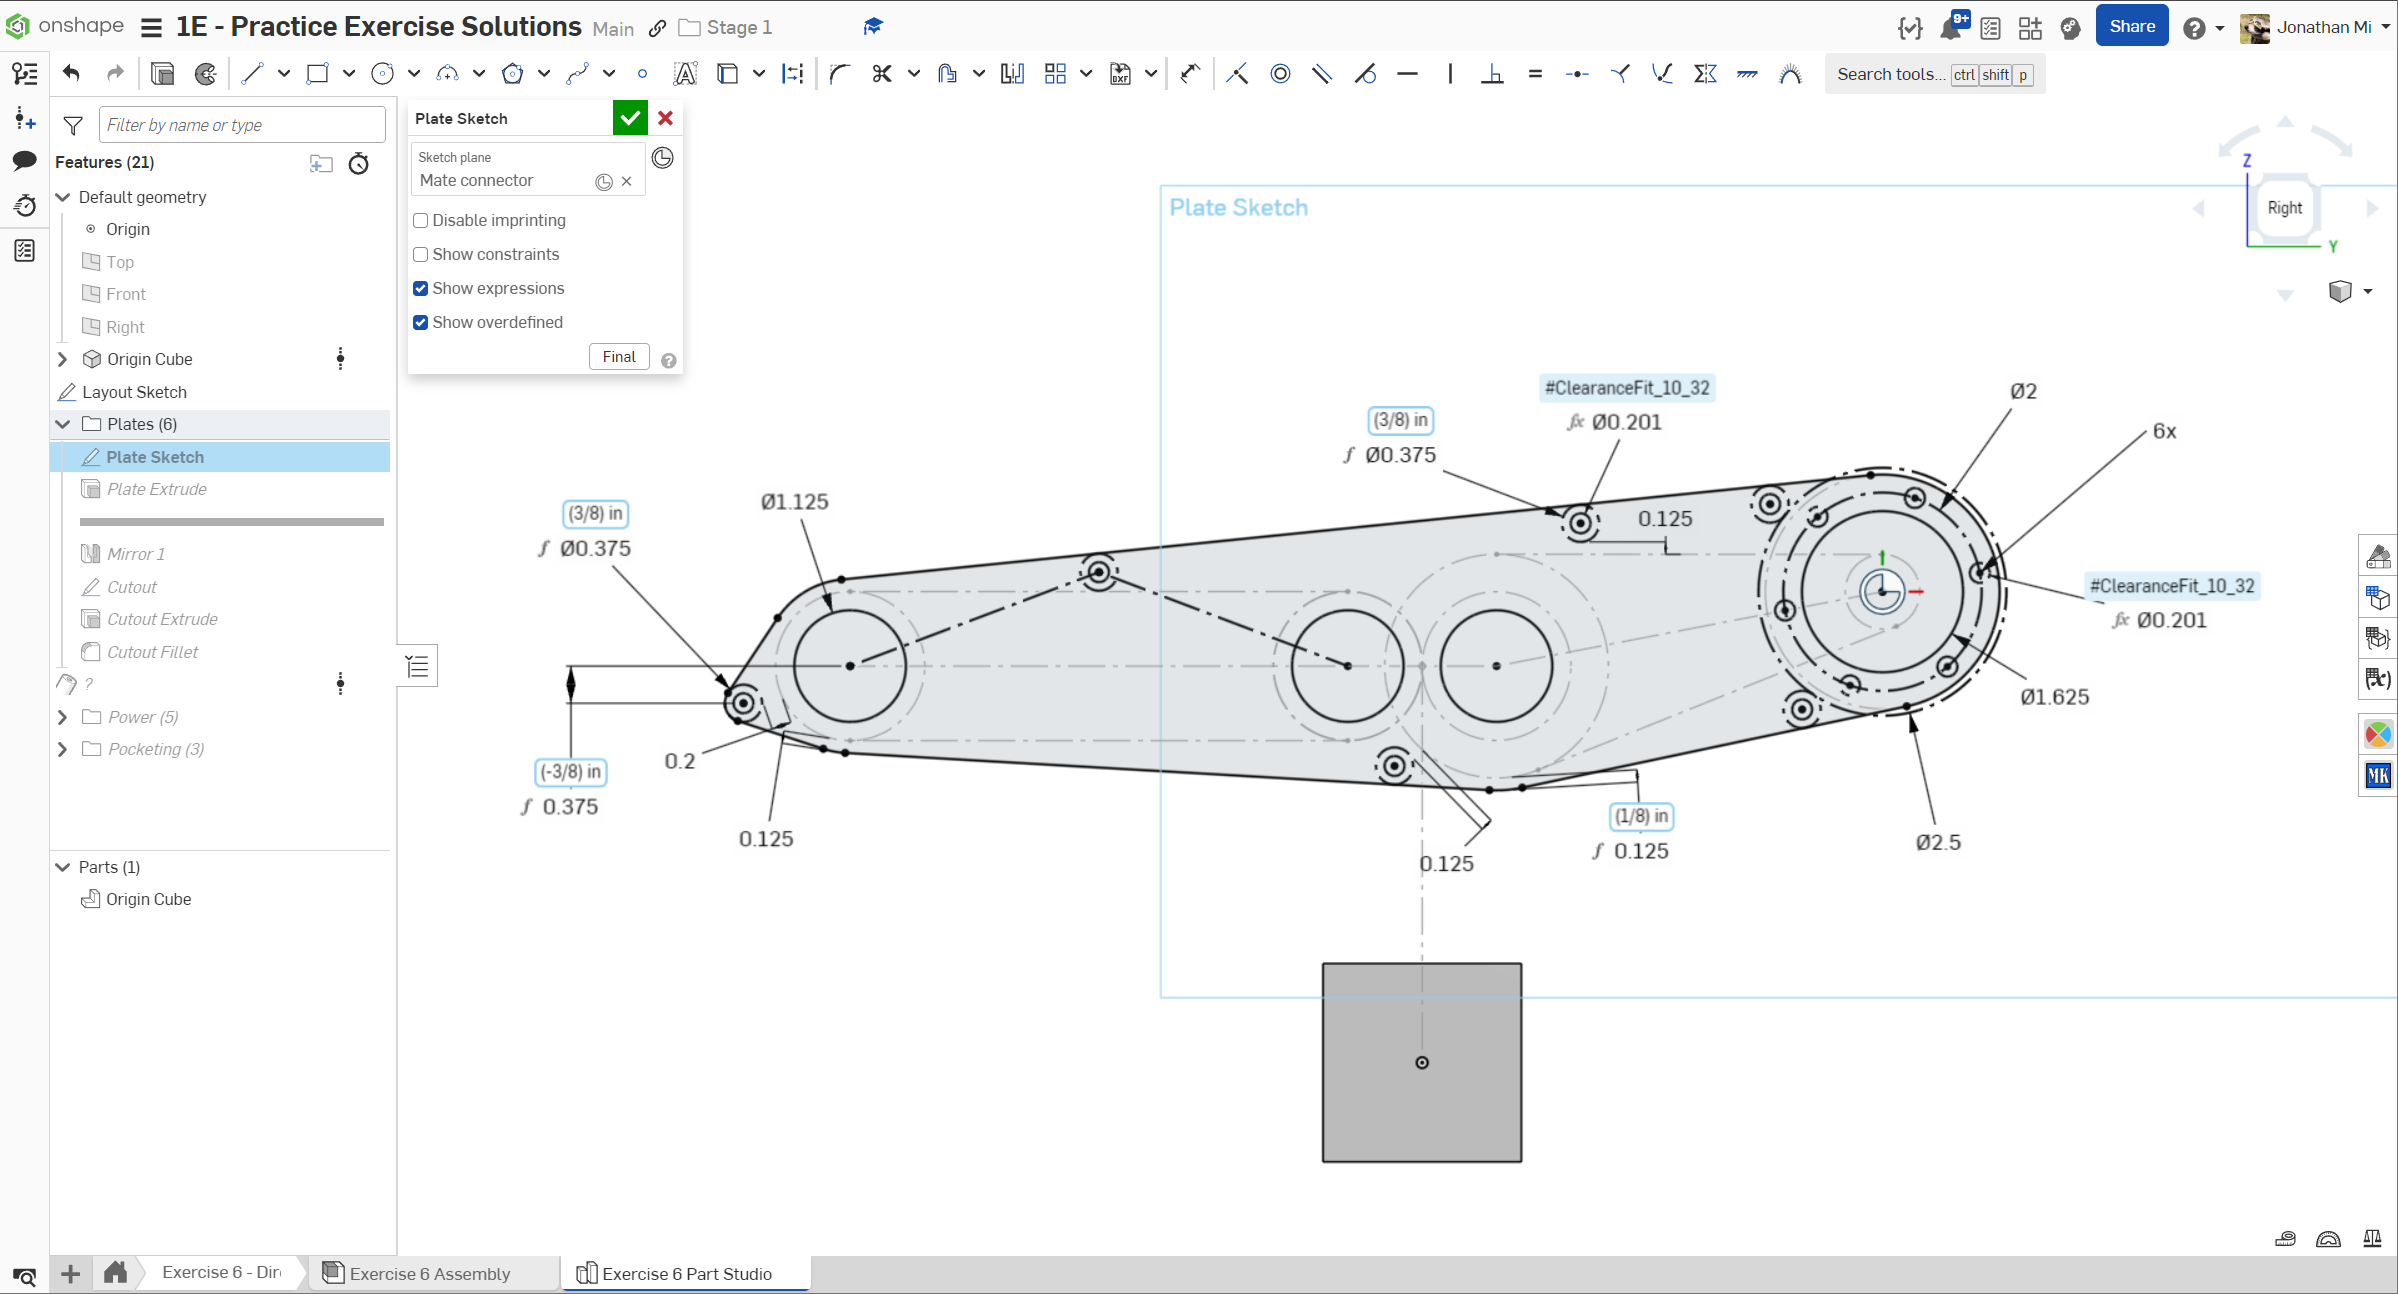 onshape
1E - Practice Exercise Solutions Main Stage 1
9+
Share
Jonathan Mi
DXF
Search tools... ctrl shift p
Filter by name or type
Features (21)
Default geometry
Origin
Top
Front
Right
Origin Cube
Layout Sketch
Plates (6)
Plate Sketch
Plate Extrude
Mirror 1
Cutout
Cutout Extrude
Cutout Fillet
?
Power (5)
Pocketing (3)
Parts (1)
Origin Cube
Plate Sketch
Sketch plane
Mate connector
Disable imprinting
Show constraints
Show expressions
Show overdefined
Final
Plate Sketch
Z
Right
Y
#ClearanceFit_10_32
fx Ø0.201
(3/8) in
f Ø0.375
Ø2
6x
(3/8) in
f Ø0.375
Ø1.125
0.125
#ClearanceFit_10_32
fx Ø0.201
Ø1.625
0.2
(-3/8) in
f 0.375
0.125
0.125
(1/8) in
f 0.125
Ø2.5
(x)
MK
Exercise 6 - Dir
Exercise 6 Assembly
Exercise 6 Part Studio